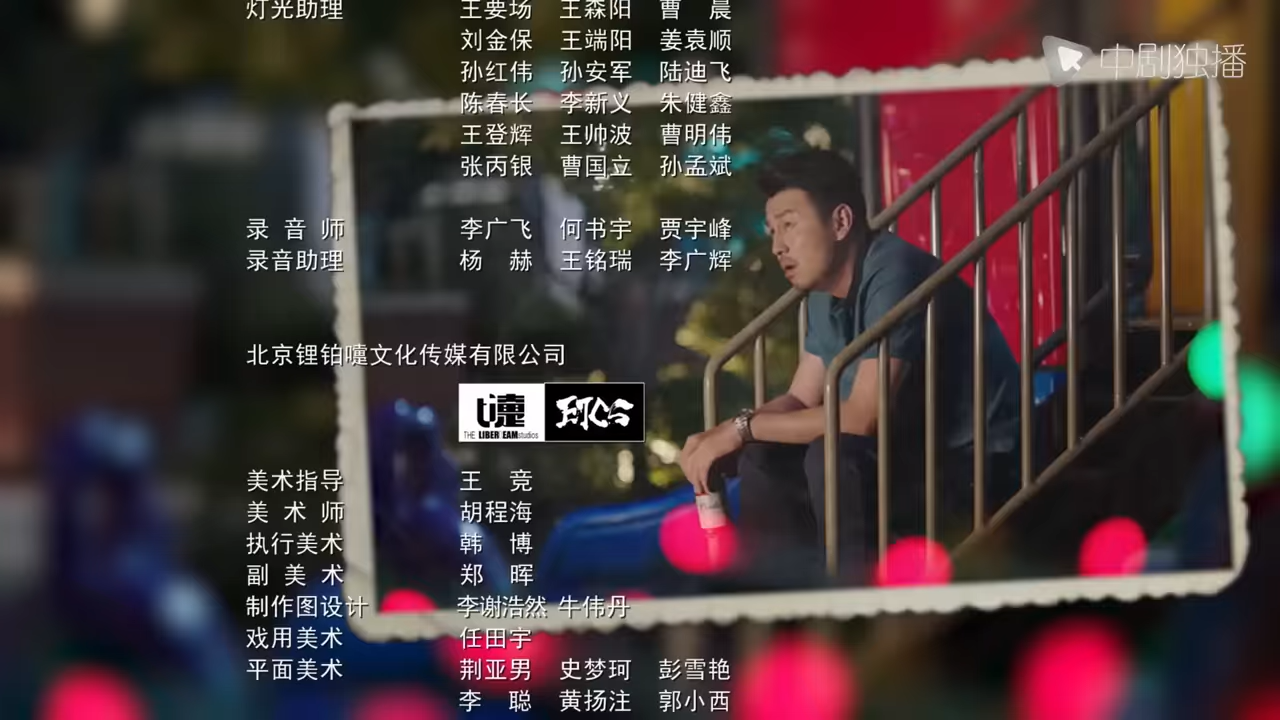 灯光助理 王要场 王森阳 曹 晨
中剧独播
刘金保 王端阳 姜袁顺
孙红伟 孙安军 陆迪飞
陈春长 李新义 朱健鑫
王登辉 王帅波 曹明伟
张丙银 曹国立 孙孟斌
录 音 师 李广飞 何书宇 贾宇峰
录音助理 杨 赫 王铭瑞 李广辉
北京锂铂嚏文化传媒有限公司
THE LIBERTEAM studios
美术指导 王 竞
美 术 师 胡程海
执行美术 韩 博
副 美 术 郑 晖
制作图设计 李谢浩然 牛伟丹
戏用美术 任田宇
平面美术 荆亚男 史梦珂 彭雪艳
李 聪 黄扬注 郭小西